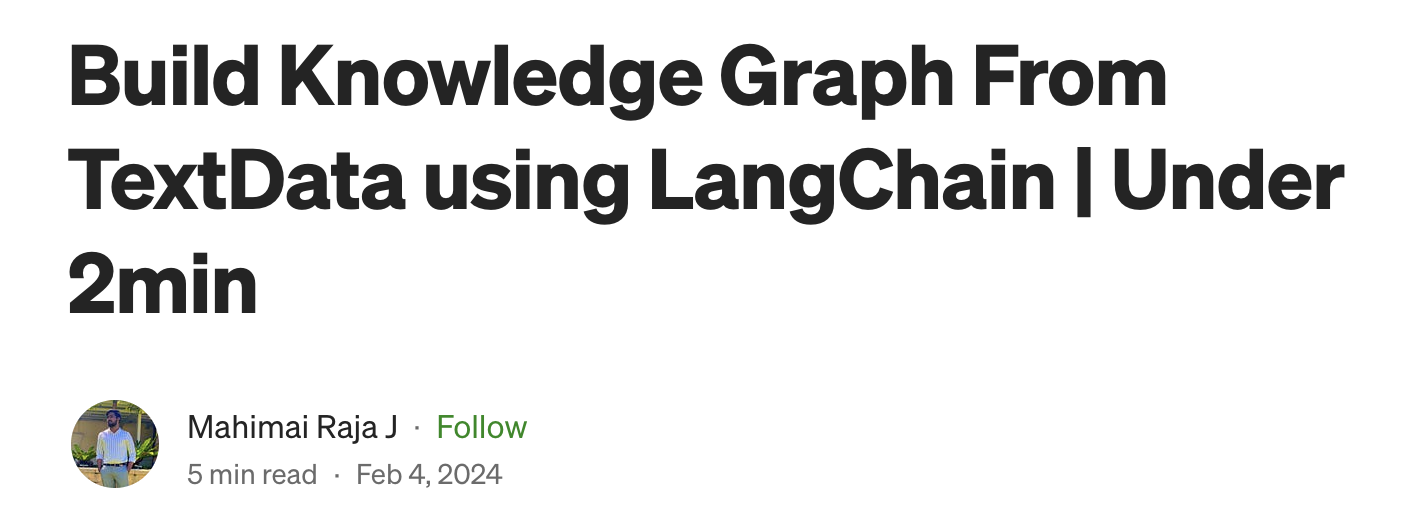 Build Knowledge Graph From
TextData using LangChain | Under
2min
Mahimai Raja J · Follow
5 min read · Feb 4, 2024